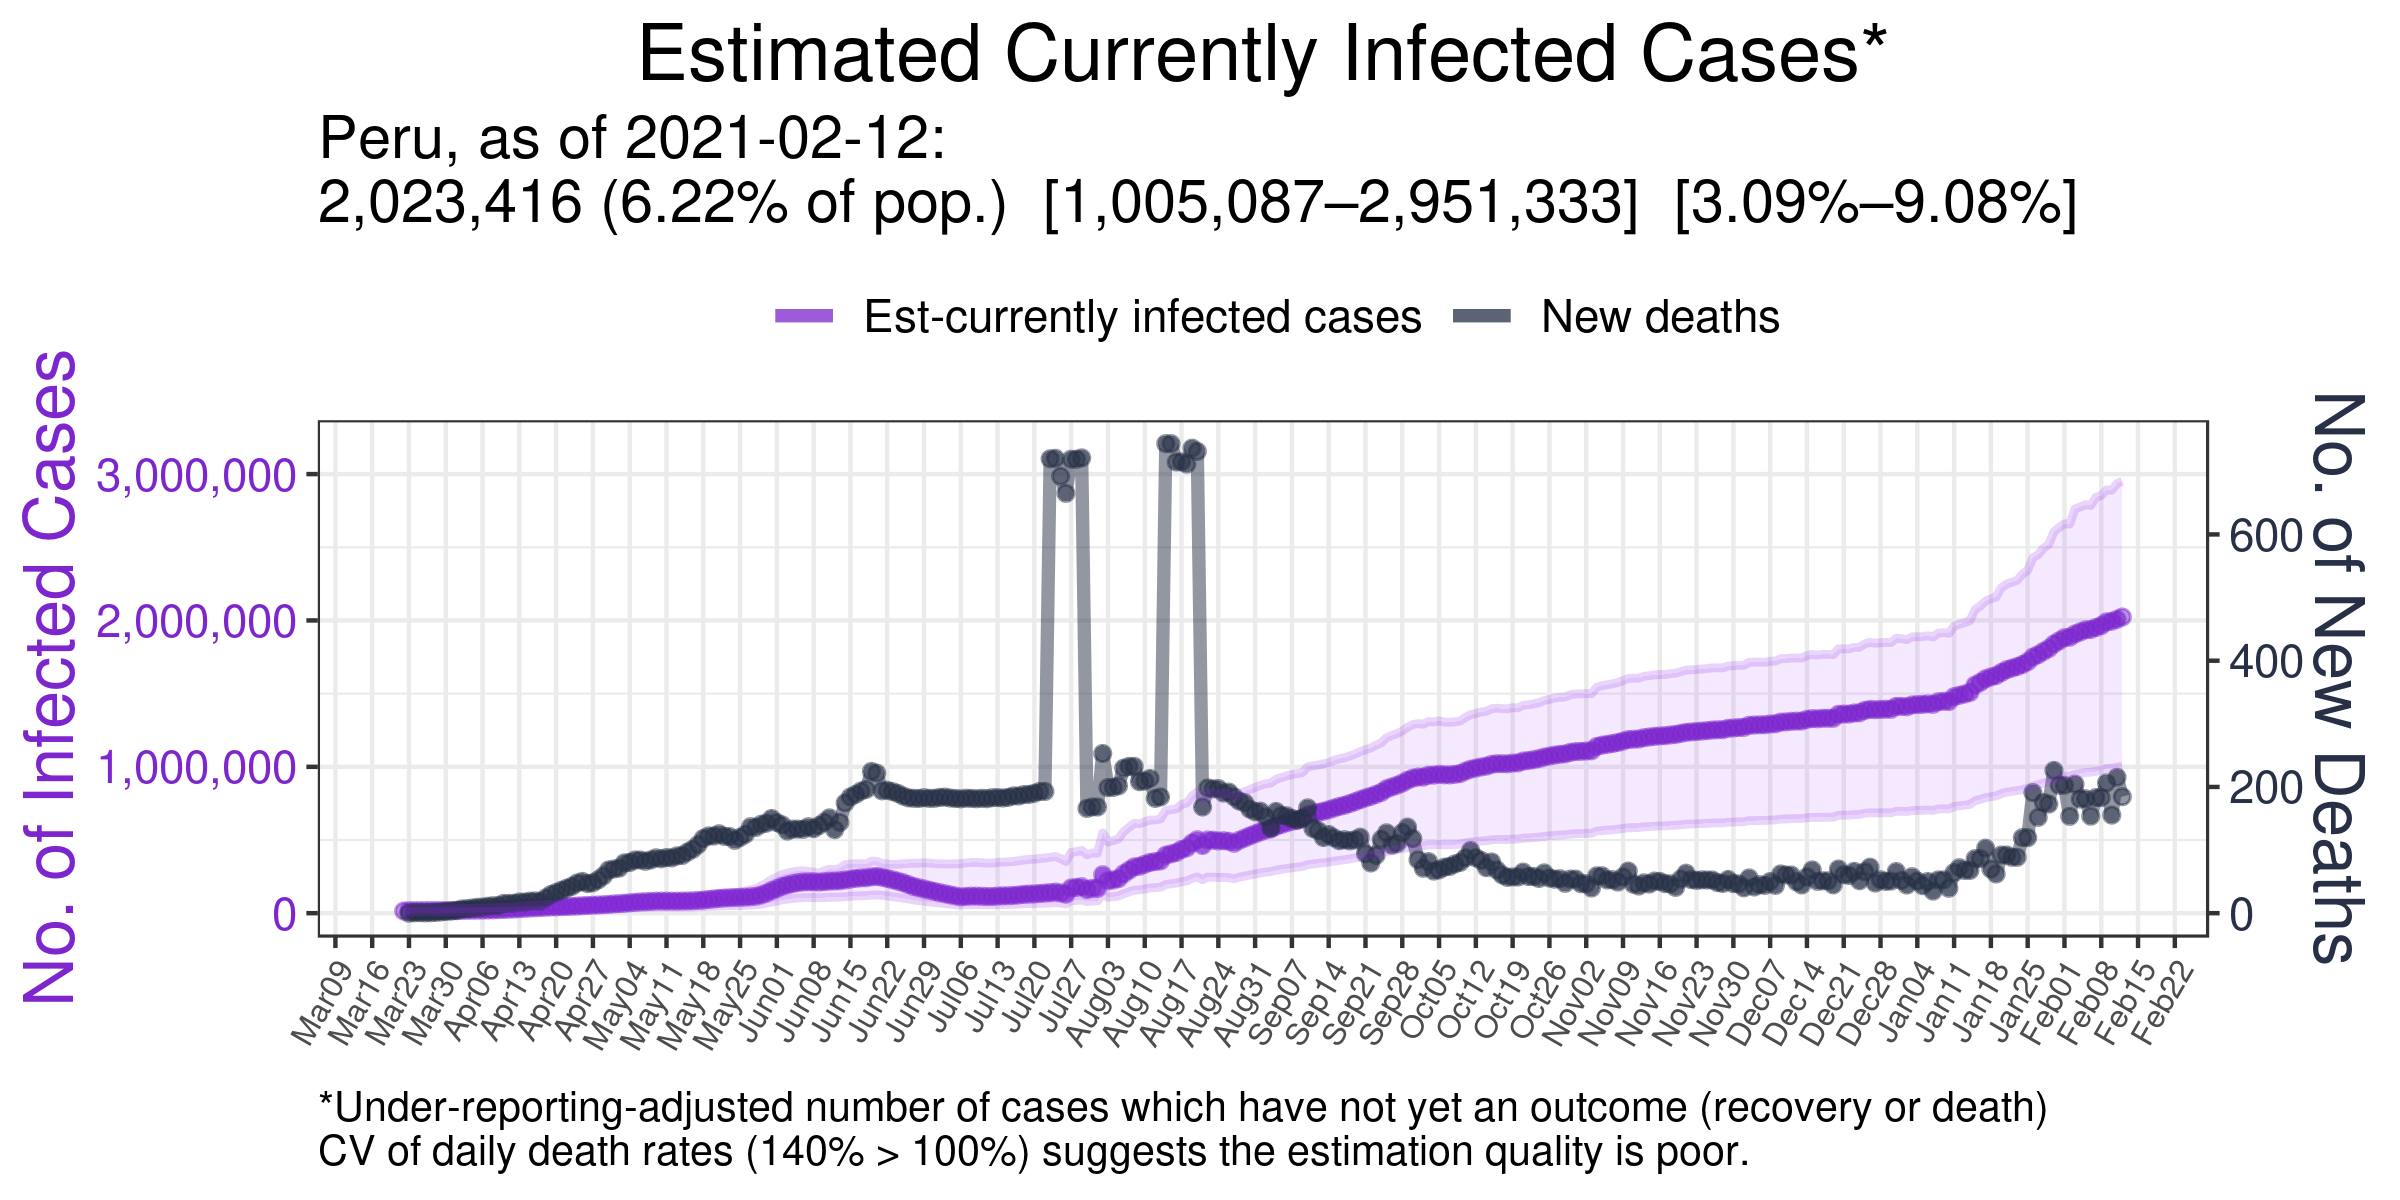 Estimated Currently Infected Cases*
Peru, as of 2021-02-12:
2,023,416 (6.22% of pop.) [1,005,087–2,951,333] [3.09%–9.08%]
Est-currently infected cases
New deaths
No. of Infected Cases
3,000,000
2,000,000
1,000,000
0
No. of New Deaths
600
400
200
0
Mar09
Mar16
Mar23
Mar30
Apr06
Apr13
Apr20
Apr27
May04
May11
May18
May25
Jun01
Jun08
Jun15
Jun22
Jun29
Jul06
Jul13
Jul20
Jul27
Aug03
Aug10
Aug17
Aug24
Aug31
Sep07
Sep14
Sep21
Sep28
Oct05
Oct12
Oct19
Oct26
Nov02
Nov09
Nov16
Nov23
Nov30
Dec07
Dec14
Dec21
Dec28
Jan04
Jan11
Jan18
Jan25
Feb01
Feb08
Feb15
Feb22
*Under-reporting-adjusted number of cases which have not yet an outcome (recovery or death)
CV of daily death rates (140% > 100%) suggests the estimation quality is poor.